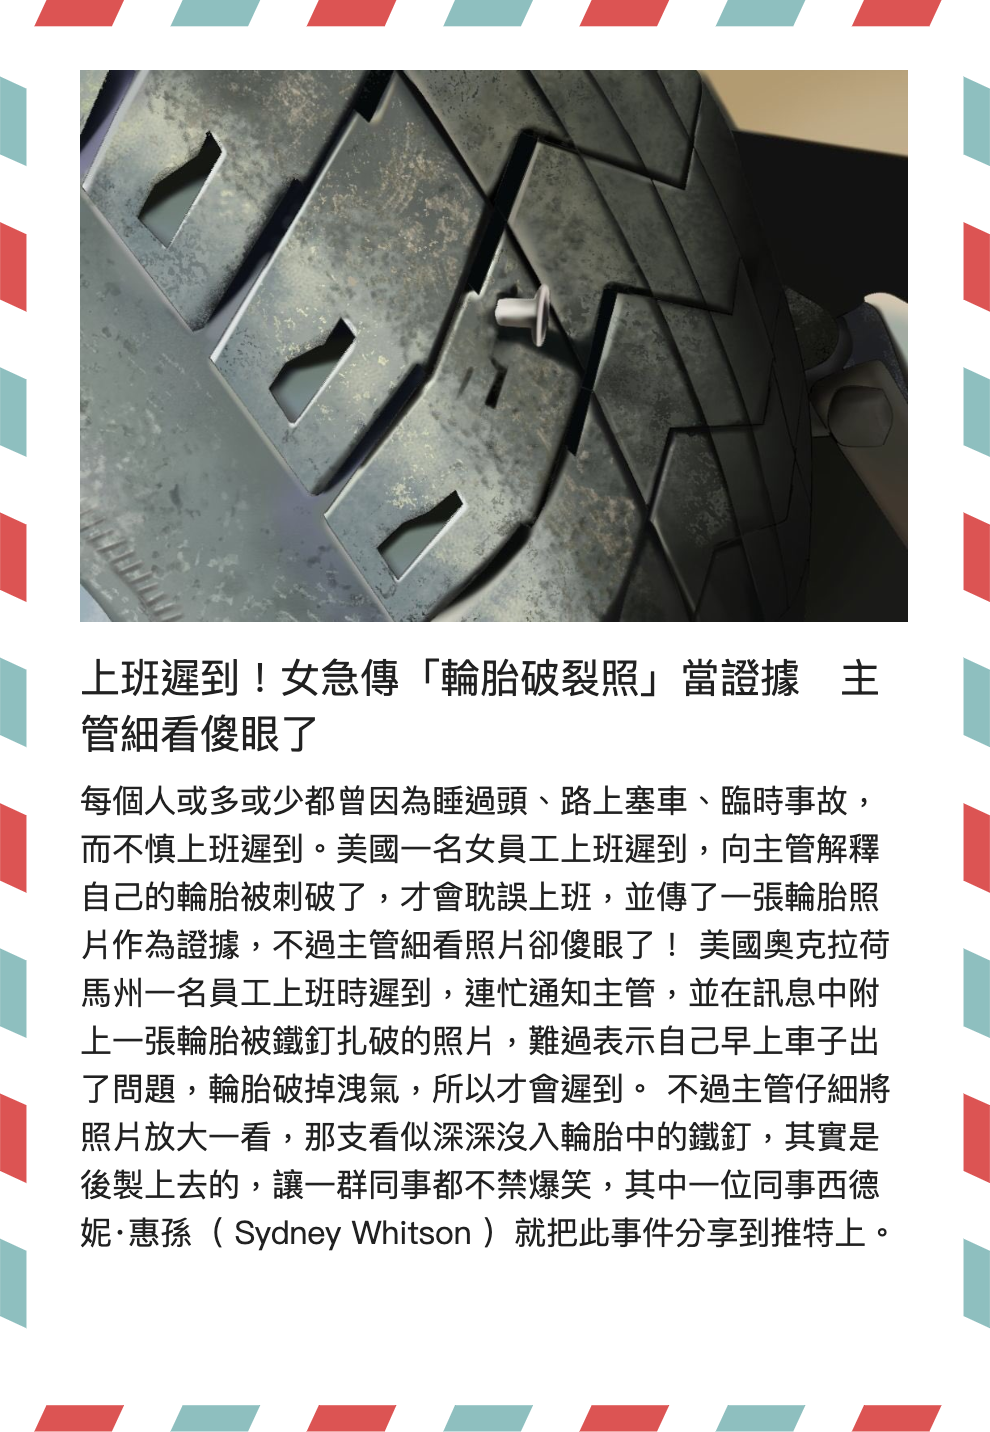 上班遲到！女急傳「輪胎破裂照」當證據　主
管細看傻眼了
每個人或多或少都曾因為睡過頭、路上塞車、臨時事故，
而不慎上班遲到。美國一名女員工上班遲到，向主管解釋
自己的輪胎被刺破了，才會耽誤上班，並傳了一張輪胎照
片作為證據，不過主管細看照片卻傻眼了！ 美國奧克拉荷
馬州一名員工上班時遲到，連忙通知主管，並在訊息中附
上一張輪胎被鐵釘扎破的照片，難過表示自己早上車子出
了問題，輪胎破掉洩氣，所以才會遲到。 不過主管仔細將
照片放大一看，那支看似深深沒入輪胎中的鐵釘，其實是
後製上去的，讓一群同事都不禁爆笑，其中一位同事西德
妮·惠孫（Sydney Whitson）就把此事件分享到推特上。